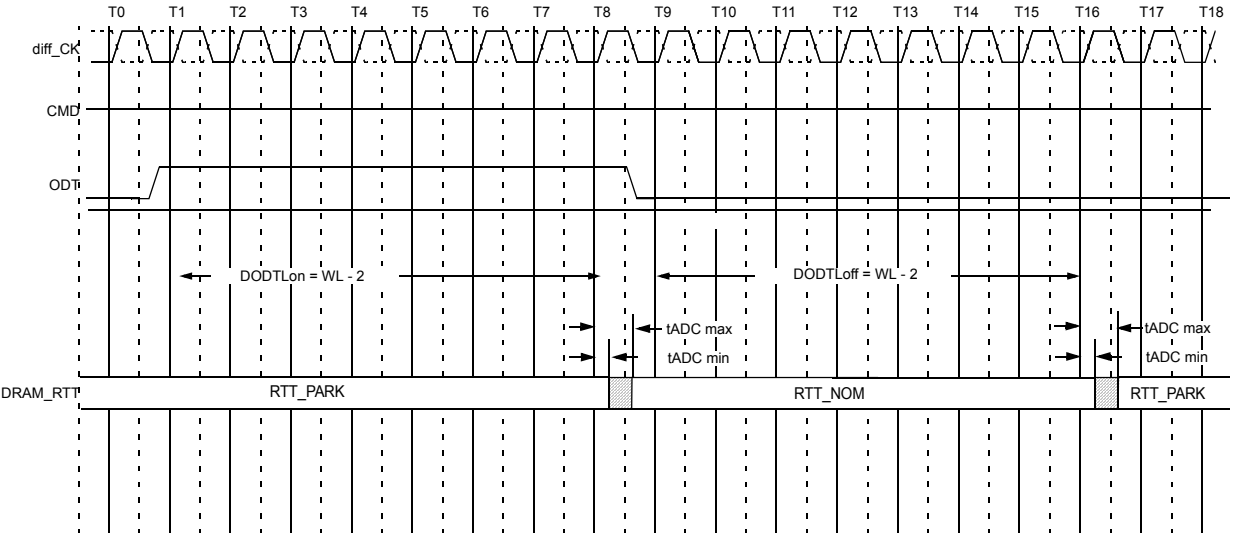 T0 T1 T2 T3 T4 T5 T6 T7 T8 T9 T10 T11 T12 T13 T14 T15 T16 T17 T18
diff_CK
CMD
ODT
DODTLon = WL - 2 DODTLoff = WL - 2
tADC max tADC max
tADC min tADC min
DRAM_RTT RTT_PARK RTT_NOM RTT_PARK